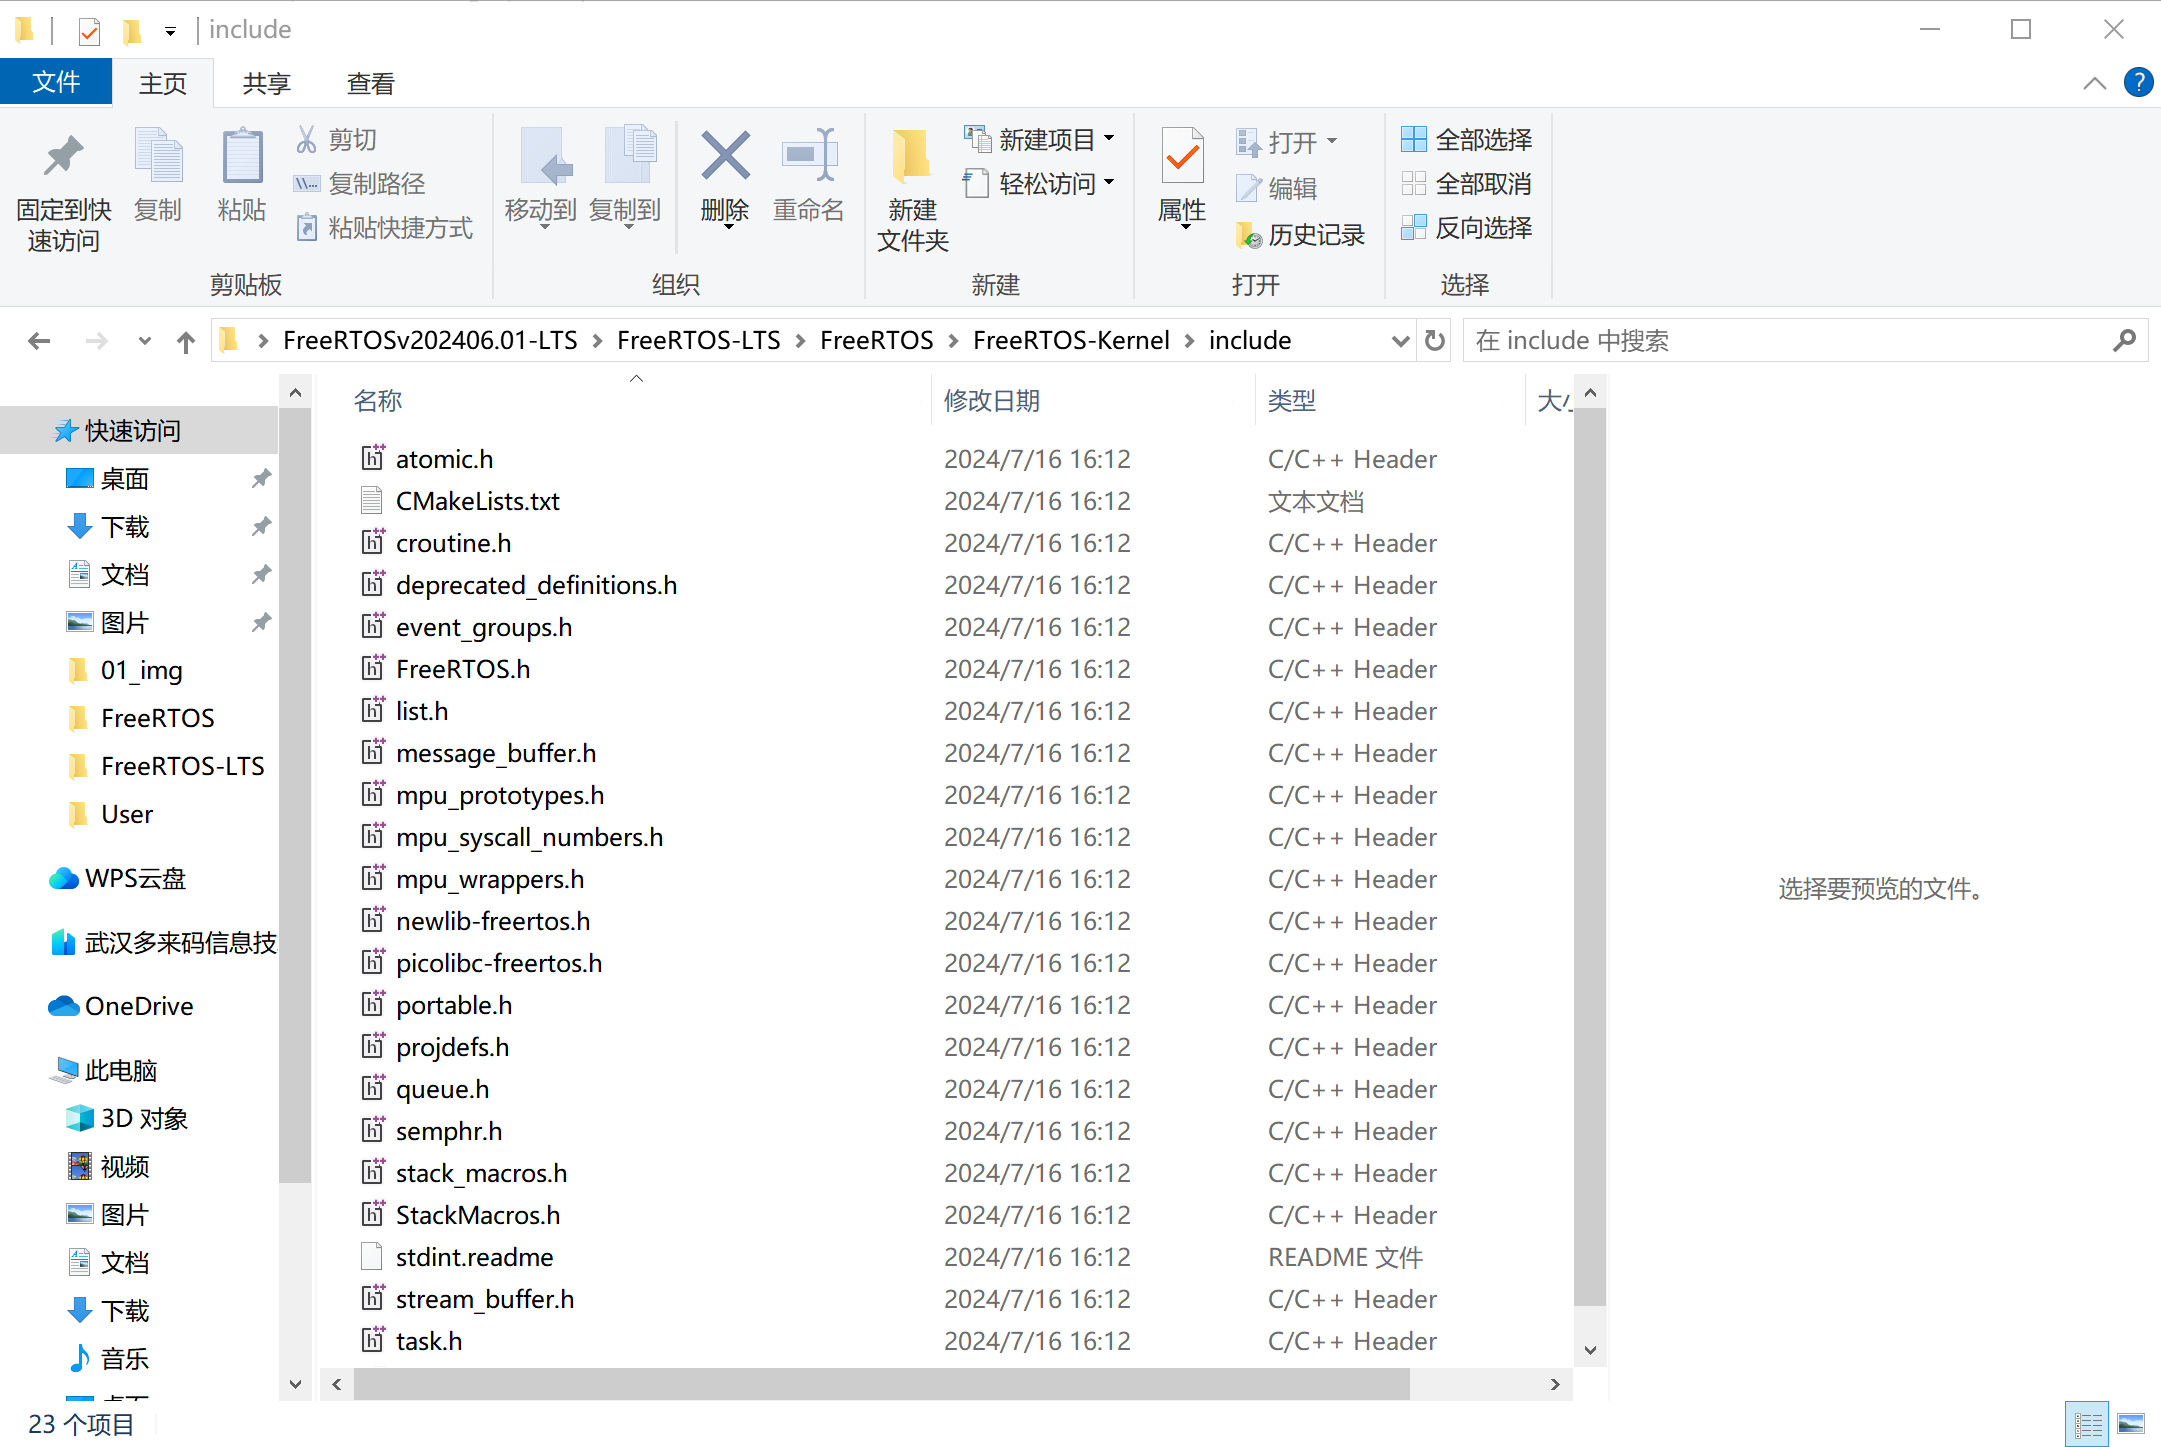 include
文件 主页 共享 查看
固定到快速访问
复制
粘贴
剪切
复制路径
粘贴快捷方式
剪贴板
移动到
复制到
删除
重命名
组织
新建文件夹
新建项目
轻松访问
新建
属性
打开
编辑
历史记录
打开
全部选择
全部取消
反向选择
选择
FreeRTOSv202406.01-LTS > FreeRTOS-LTS > FreeRTOS > FreeRTOS-Kernel > include
在 include 中搜索
快速访问
桌面
下载
文档
图片
01_img
FreeRTOS
FreeRTOS-LTS
User
WPS云盘
武汉多来码信息技
OneDrive
此电脑
3D 对象
视频
图片
文档
下载
音乐
名称 修改日期 类型 大小
atomic.h 2024/7/16 16:12 C/C++ Header
CMakeLists.txt 2024/7/16 16:12 文本文档
croutine.h 2024/7/16 16:12 C/C++ Header
deprecated_definitions.h 2024/7/16 16:12 C/C++ Header
event_groups.h 2024/7/16 16:12 C/C++ Header
FreeRTOS.h 2024/7/16 16:12 C/C++ Header
list.h 2024/7/16 16:12 C/C++ Header
message_buffer.h 2024/7/16 16:12 C/C++ Header
mpu_prototypes.h 2024/7/16 16:12 C/C++ Header
mpu_syscall_numbers.h 2024/7/16 16:12 C/C++ Header
mpu_wrappers.h 2024/7/16 16:12 C/C++ Header
newlib-freertos.h 2024/7/16 16:12 C/C++ Header
picolibc-freertos.h 2024/7/16 16:12 C/C++ Header
portable.h 2024/7/16 16:12 C/C++ Header
projdefs.h 2024/7/16 16:12 C/C++ Header
queue.h 2024/7/16 16:12 C/C++ Header
semphr.h 2024/7/16 16:12 C/C++ Header
stack_macros.h 2024/7/16 16:12 C/C++ Header
StackMacros.h 2024/7/16 16:12 C/C++ Header
stdint.readme 2024/7/16 16:12 README 文件
stream_buffer.h 2024/7/16 16:12 C/C++ Header
task.h 2024/7/16 16:12 C/C++ Header
选择要预览的文件。
23 个项目